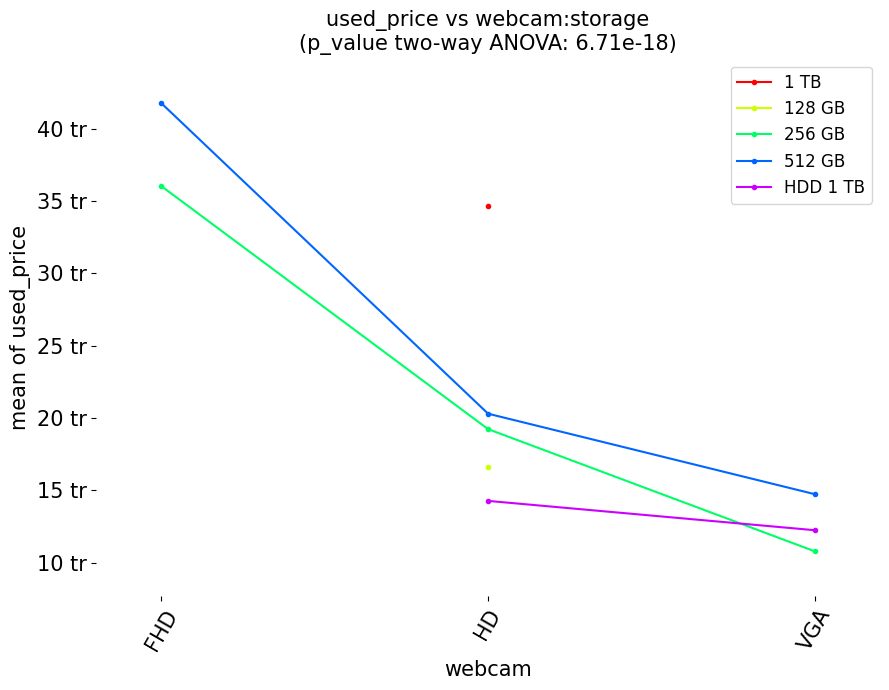 used_price vs webcam:storage
(p_value two-way ANOVA: 6.71e-18)
1 TB
128 GB
256 GB
512 GB
HDD 1 TB
40 tr
35 tr
30 tr
25 tr
20 tr
15 tr
10 tr
mean of used_price
FHD
HD
VGA
webcam